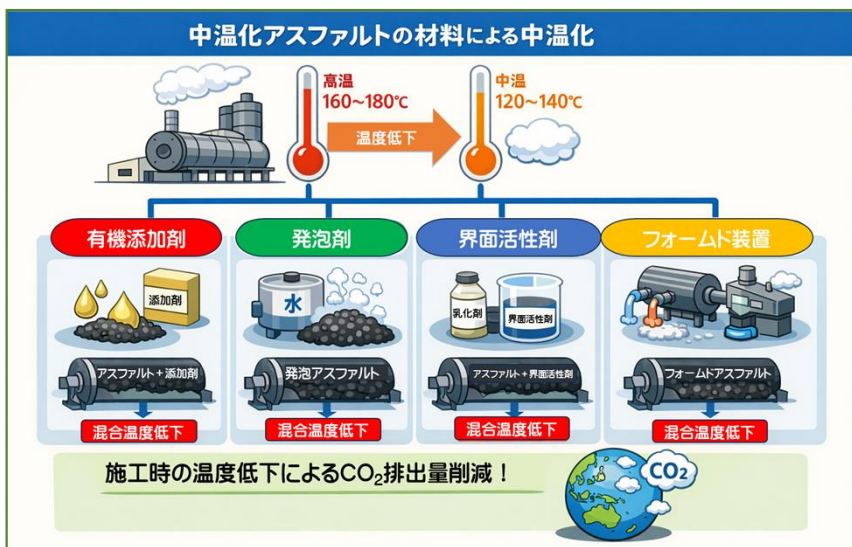 中温化アスファルトの材料による中温化
高温
160～180℃
温度低下
中温
120～140℃
有機添加剤
発泡剤
界面活性剤
フォームド装置
添加剤
水
乳化剤
界面活性剤
アスファルト+添加剤
発泡アスファルト
アスファルト+界面活性剤
フォームドアスファルト
混合温度低下
混合温度低下
混合温度低下
混合温度低下
施工時の温度低下によるCO₂排出量削減！
CO₂